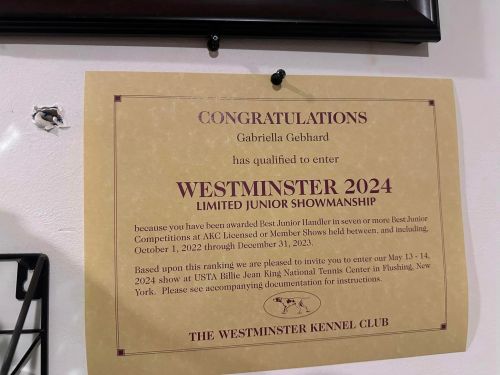 CONGRATULATIONS
Gabriella Gebhard
has qualified to enter
WESTMINSTER 2024
LIMITED JUNIOR SHOWMANSHIP
because you have been awarded Best Junior Handler in seven or more Best Junior
Competitions at AKC Licensed or Member Shows held between, and including,
October 1, 2022 through December 31, 2023.
Based upon this ranking we are pleased to invite you to enter our May 13 - 14,
2024 show at USTA Billie Jean King National Tennis Center in Flushing, New
York. Please see accompanying documentation for instructions.
THE WESTMINSTER KENNEL CLUB